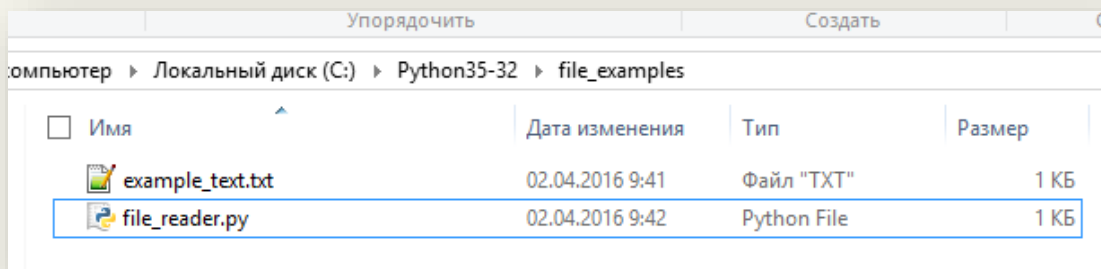 Упорядочить Создать
компьютер Локальный диск (C:) Python35-32 file_examples
Имя Дата изменения Тип Размер
example_text.txt 02.04.2016 9:41 Файл "TXT" 1 КБ
file_reader.py 02.04.2016 9:42 Python File 1 КБ